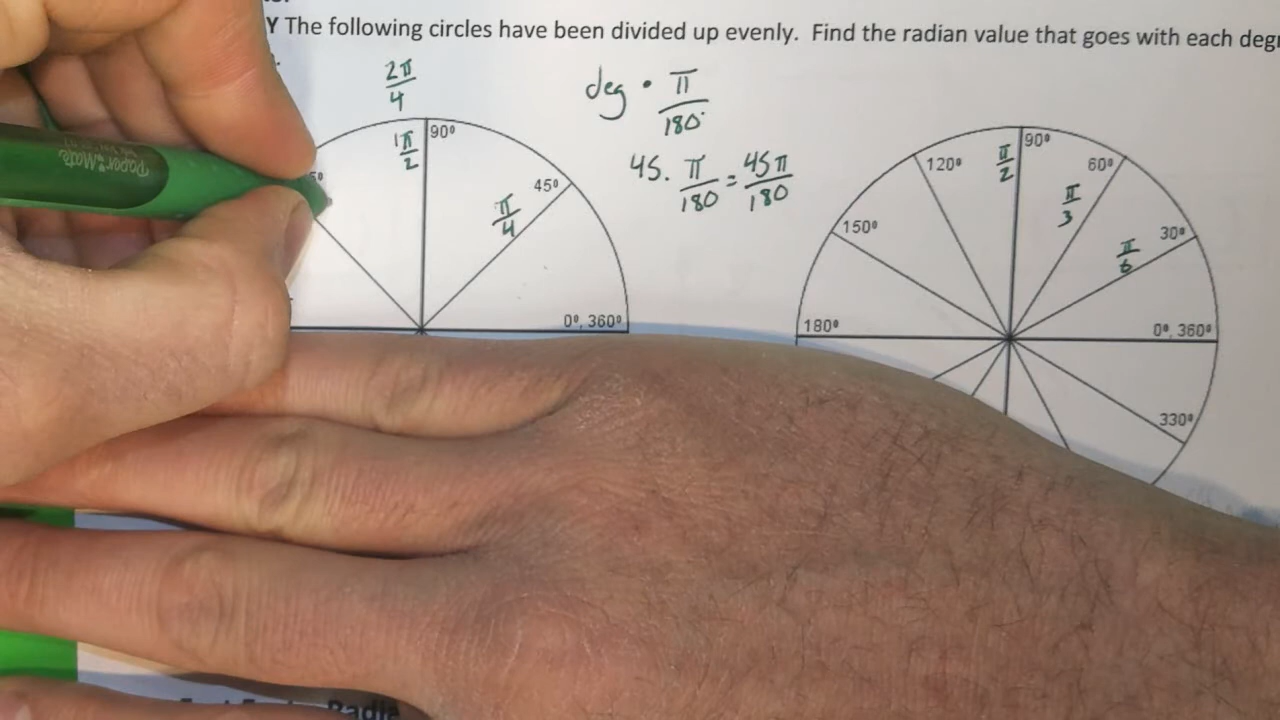 Y The following circles have been divided up evenly. Find the radian value that goes with each deg
2π/4
deg · π/180°
1π/2
90°
45°
π/4
5°
0°, 360°
45 · π/180 = 45π/180
π/2
90°
120°
60°
π/3
150°
30°
π/6
180°
0°, 360°
330°
Paper Mate